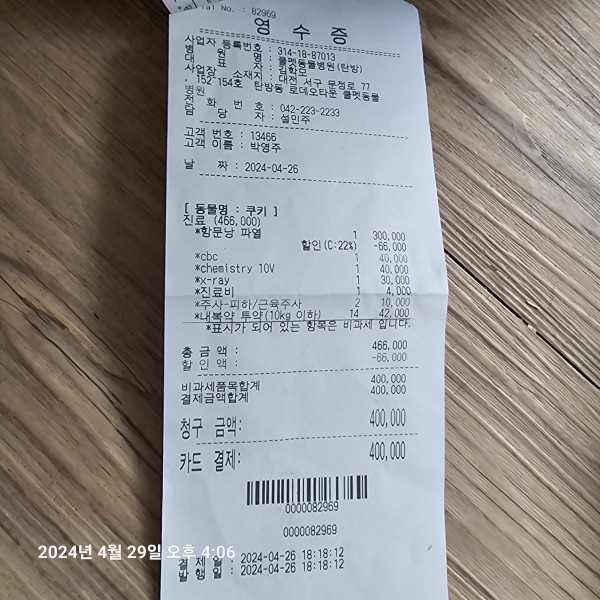 Serial No. : 82969
영 수 증
사업자 등록번호 : 314-18-87013
병 원 명 : 쿨펫동물병원(탄방)
대 표 자 : 김학모
사업장 소재지 : 대전 서구 문정로 77
, 152 154호 탄방동 로데오타운 쿨펫동물
병원
전 화 번 호 : 042-223-2233
담 당 자 : 설민주
고객 번호 : 13466
고객 이름 : 박영주
날 짜 : 2024-04-26
[ 동물명 : 쿠키 ]
진료 (466,000)
*항문낭 파열 1 300,000
할인(C:22%) -66,000
*cbc 1 40,000
*chemistry 10V 1 40,000
*x-ray 1 30,000
*진료비 1 4,000
*주사-피하/근육주사 2 10,000
*내복약 투약(10kg 이하) 14 42,000
*표시가 되어 있는 항목은 비과세 입니다.
총 금 액 : 466,000
할 인 액 : -66,000
비과세품목합계 400,000
결제금액합계 400,000
청구 금액: 400,000
카드 결제: 400,000
0000082969
0000082969
결 제 일 : 2024-04-26 18:18:12
발 행 일 : 2024-04-26 18:18:12
2024년 4월 29일 오후 4:06